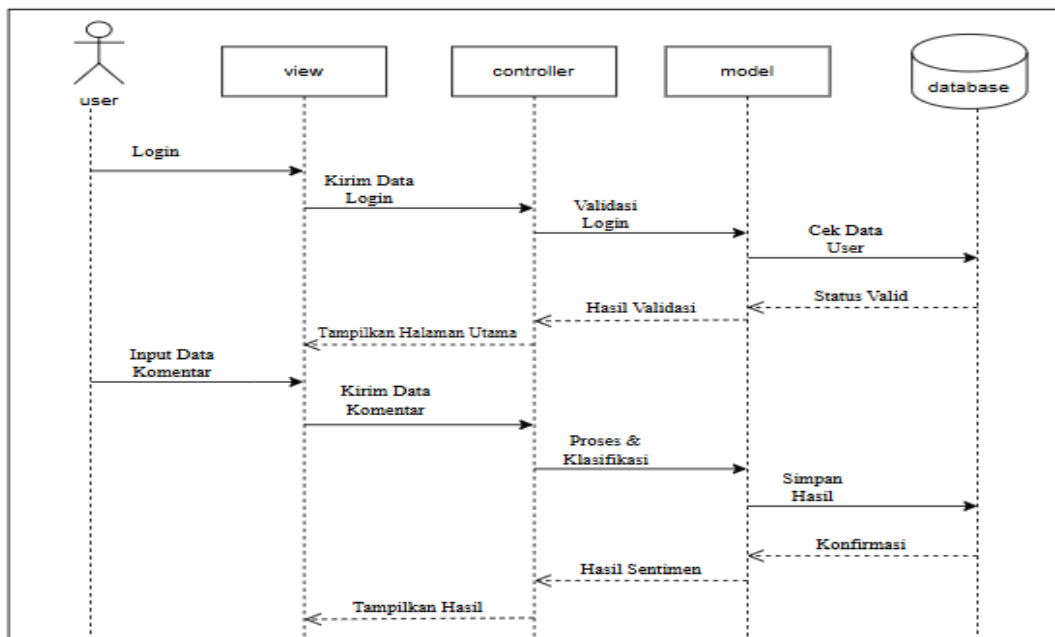 user
view
controller
model
database
Login
Kirim Data
Login
Validasi
Login
Cek Data
User
Status Valid
Hasil Validasi
Tampilkan Halaman Utama
Input Data
Komentar
Kirim Data
Komentar
Proses &
Klasifikasi
Simpan
Hasil
Konfirmasi
Hasil Sentimen
Tampilkan Hasil